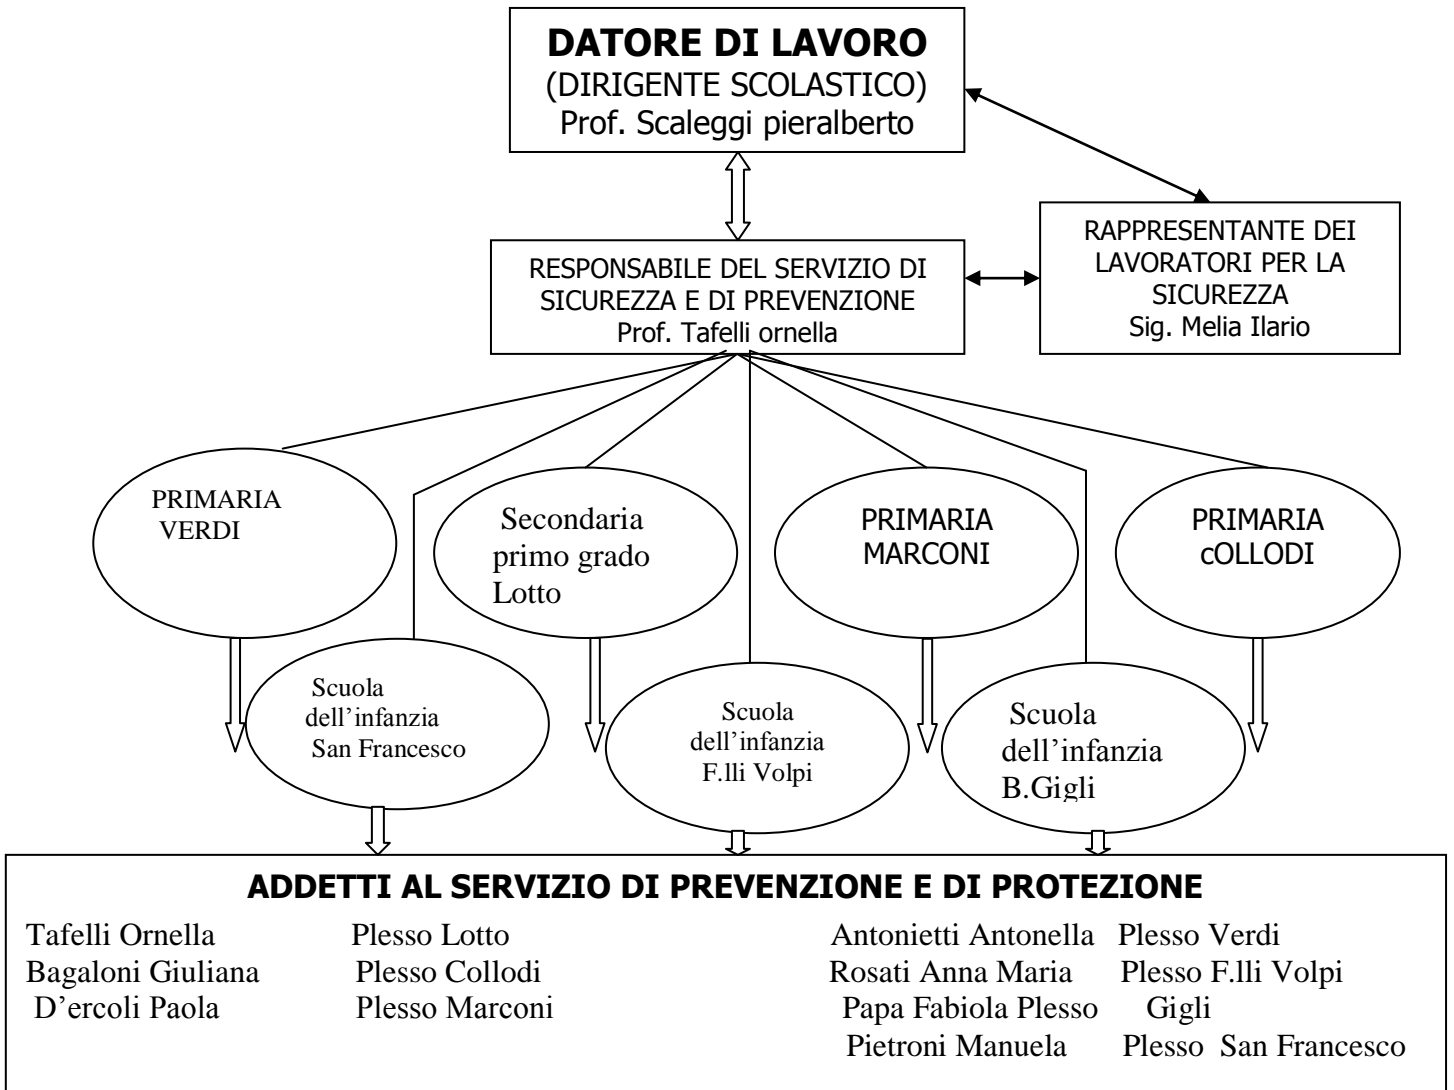 DATORE DI LAVORO
(DIRIGENTE SCOLASTICO)
Prof. Scaleggi pieralberto
RESPONSABILE DEL SERVIZIO DI
SICUREZZA E DI PREVENZIONE
Prof. Tafelli ornella
RAPPRESENTANTE DEI
LAVORATORI PER LA
SICUREZZA
Sig. Melia Ilario
PRIMARIA
VERDI
Secondaria
primo grado
Lotto
PRIMARIA
MARCONI
PRIMARIA
cOLLODI
Scuola
dell’infanzia
San Francesco
Scuola
dell’infanzia
F.lli Volpi
Scuola
dell’infanzia
B.Gigli
ADDETTI AL SERVIZIO DI PREVENZIONE E DI PROTEZIONE
Tafelli Ornella Plesso Lotto Antonietti Antonella Plesso Verdi
Bagaloni Giuliana Plesso Collodi Rosati Anna Maria Plesso F.lli Volpi
D’ercoli Paola Plesso Marconi Papa Fabiola Plesso Gigli
Pietroni Manuela Plesso San Francesco